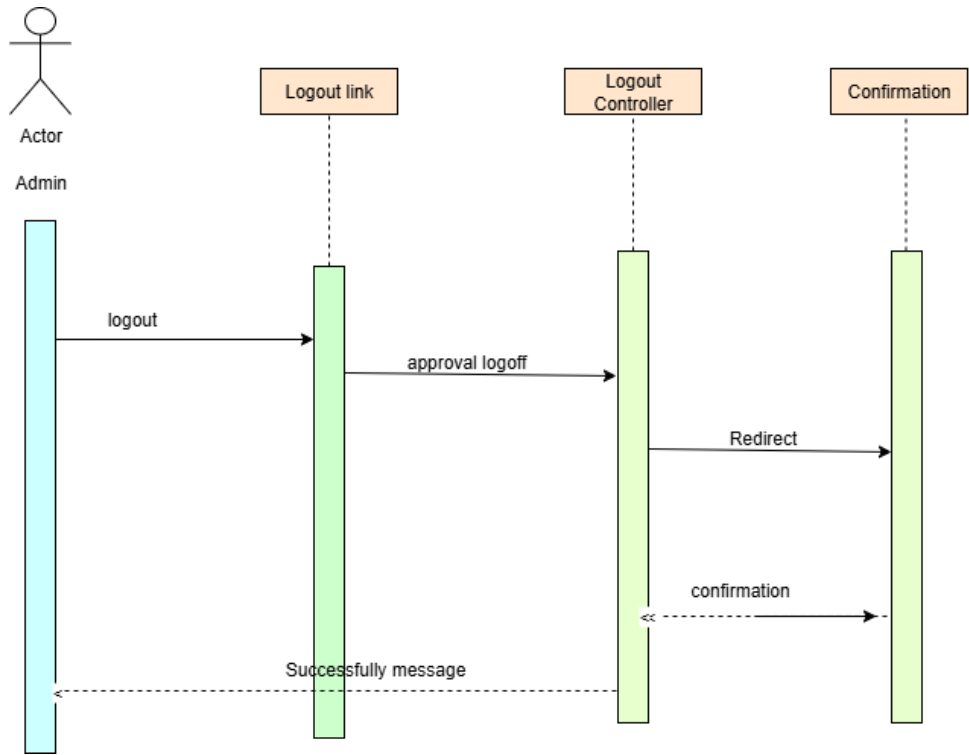 Actor
Admin
Logout link
Logout
Controller
Confirmation
logout
approval logoff
Redirect
confirmation
<<
Successfully message
<